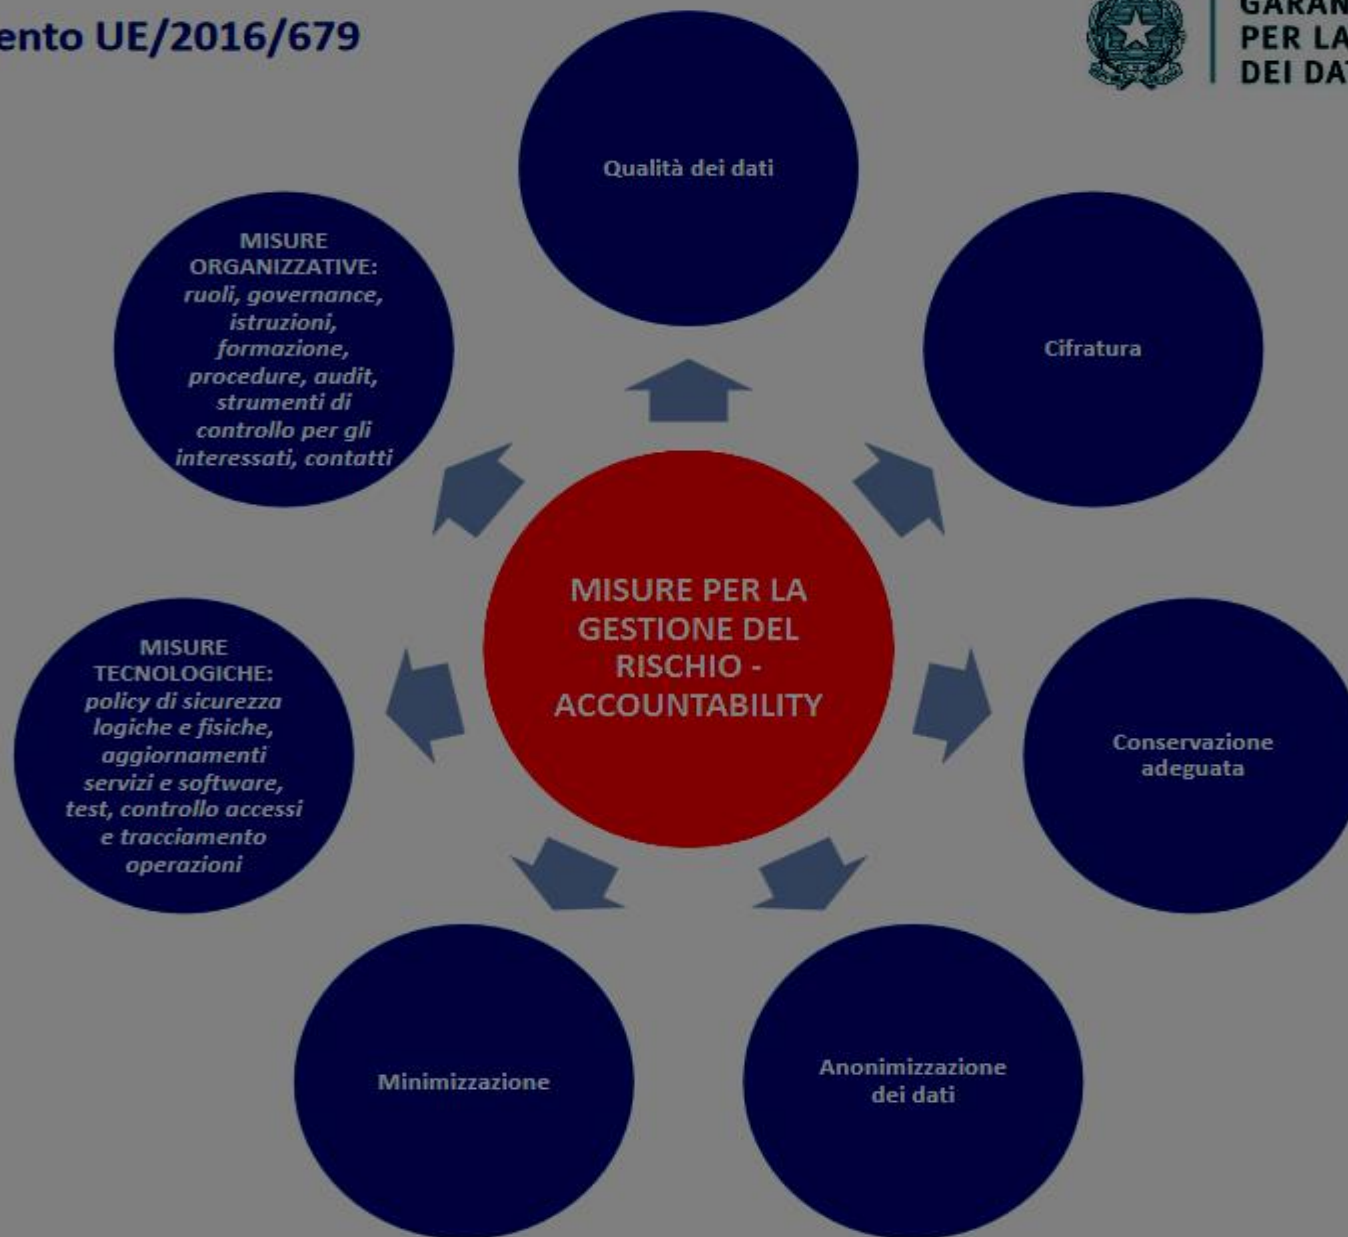 ento UE/2016/679
GARAN
PER LA
DEI DA
Qualità dei dati
MISURE
ORGANIZZATIVE:
ruoli, governance,
istruzioni,
formazione,
procedure, audit,
strumenti di
controllo per gli
interessati, contatti
Cifratura
MISURE PER LA
GESTIONE DEL
RISCHIO -
ACCOUNTABILITY
MISURE
TECNOLOGICHE:
policy di sicurezza
logiche e fisiche,
aggiornamenti
servizi e software,
test, controllo accessi
e tracciamento
operazioni
Conservazione
adeguata
Minimizzazione
Anonimizzazione
dei dati